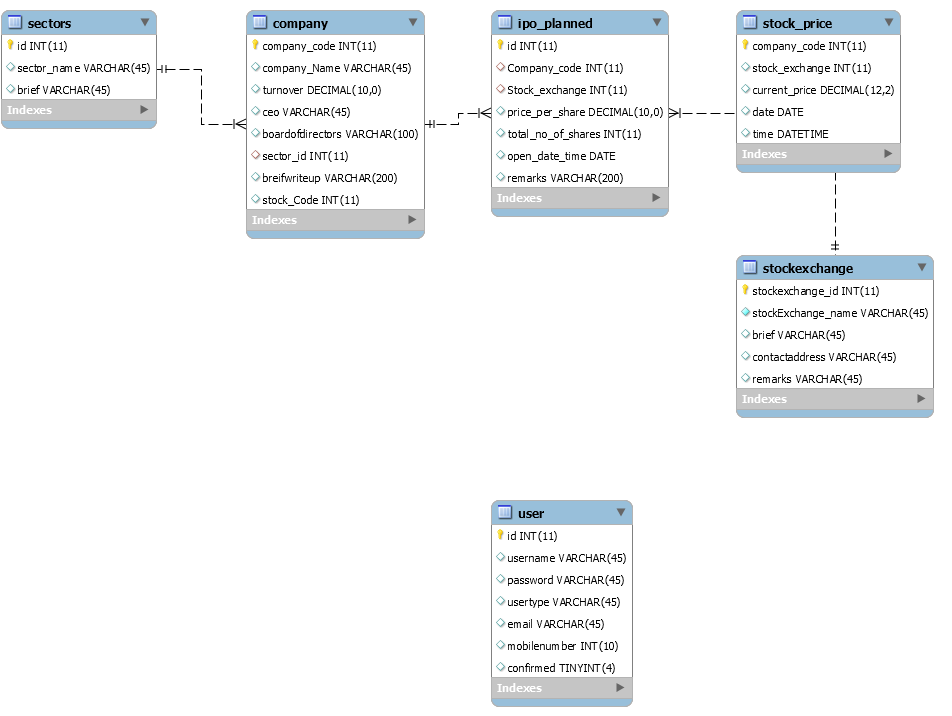 sectors
id INT(11)
sector_name VARCHAR(45)
brief VARCHAR(45)
Indexes
company
company_code INT(11)
company_Name VARCHAR(45)
turnover DECIMAL(10,0)
ceo VARCHAR(45)
boardofdirectors VARCHAR(100)
sector_id INT(11)
breifwriteup VARCHAR(200)
stock_Code INT(11)
Indexes
ipo_planned
id INT(11)
Company_code INT(11)
Stock_exchange INT(11)
price_per_share DECIMAL(10,0)
total_no_of_shares INT(11)
open_date_time DATE
remarks VARCHAR(200)
Indexes
stock_price
company_code INT(11)
stock_exchange INT(11)
current_price DECIMAL(12,2)
date DATE
time DATETIME
Indexes
stockexchange
stockexchange_id INT(11)
stockExchange_name VARCHAR(45)
brief VARCHAR(45)
contactaddress VARCHAR(45)
remarks VARCHAR(45)
Indexes
user
id INT(11)
username VARCHAR(45)
password VARCHAR(45)
usertype VARCHAR(45)
email VARCHAR(45)
mobilenumber INT(10)
confirmed TINYINT(4)
Indexes